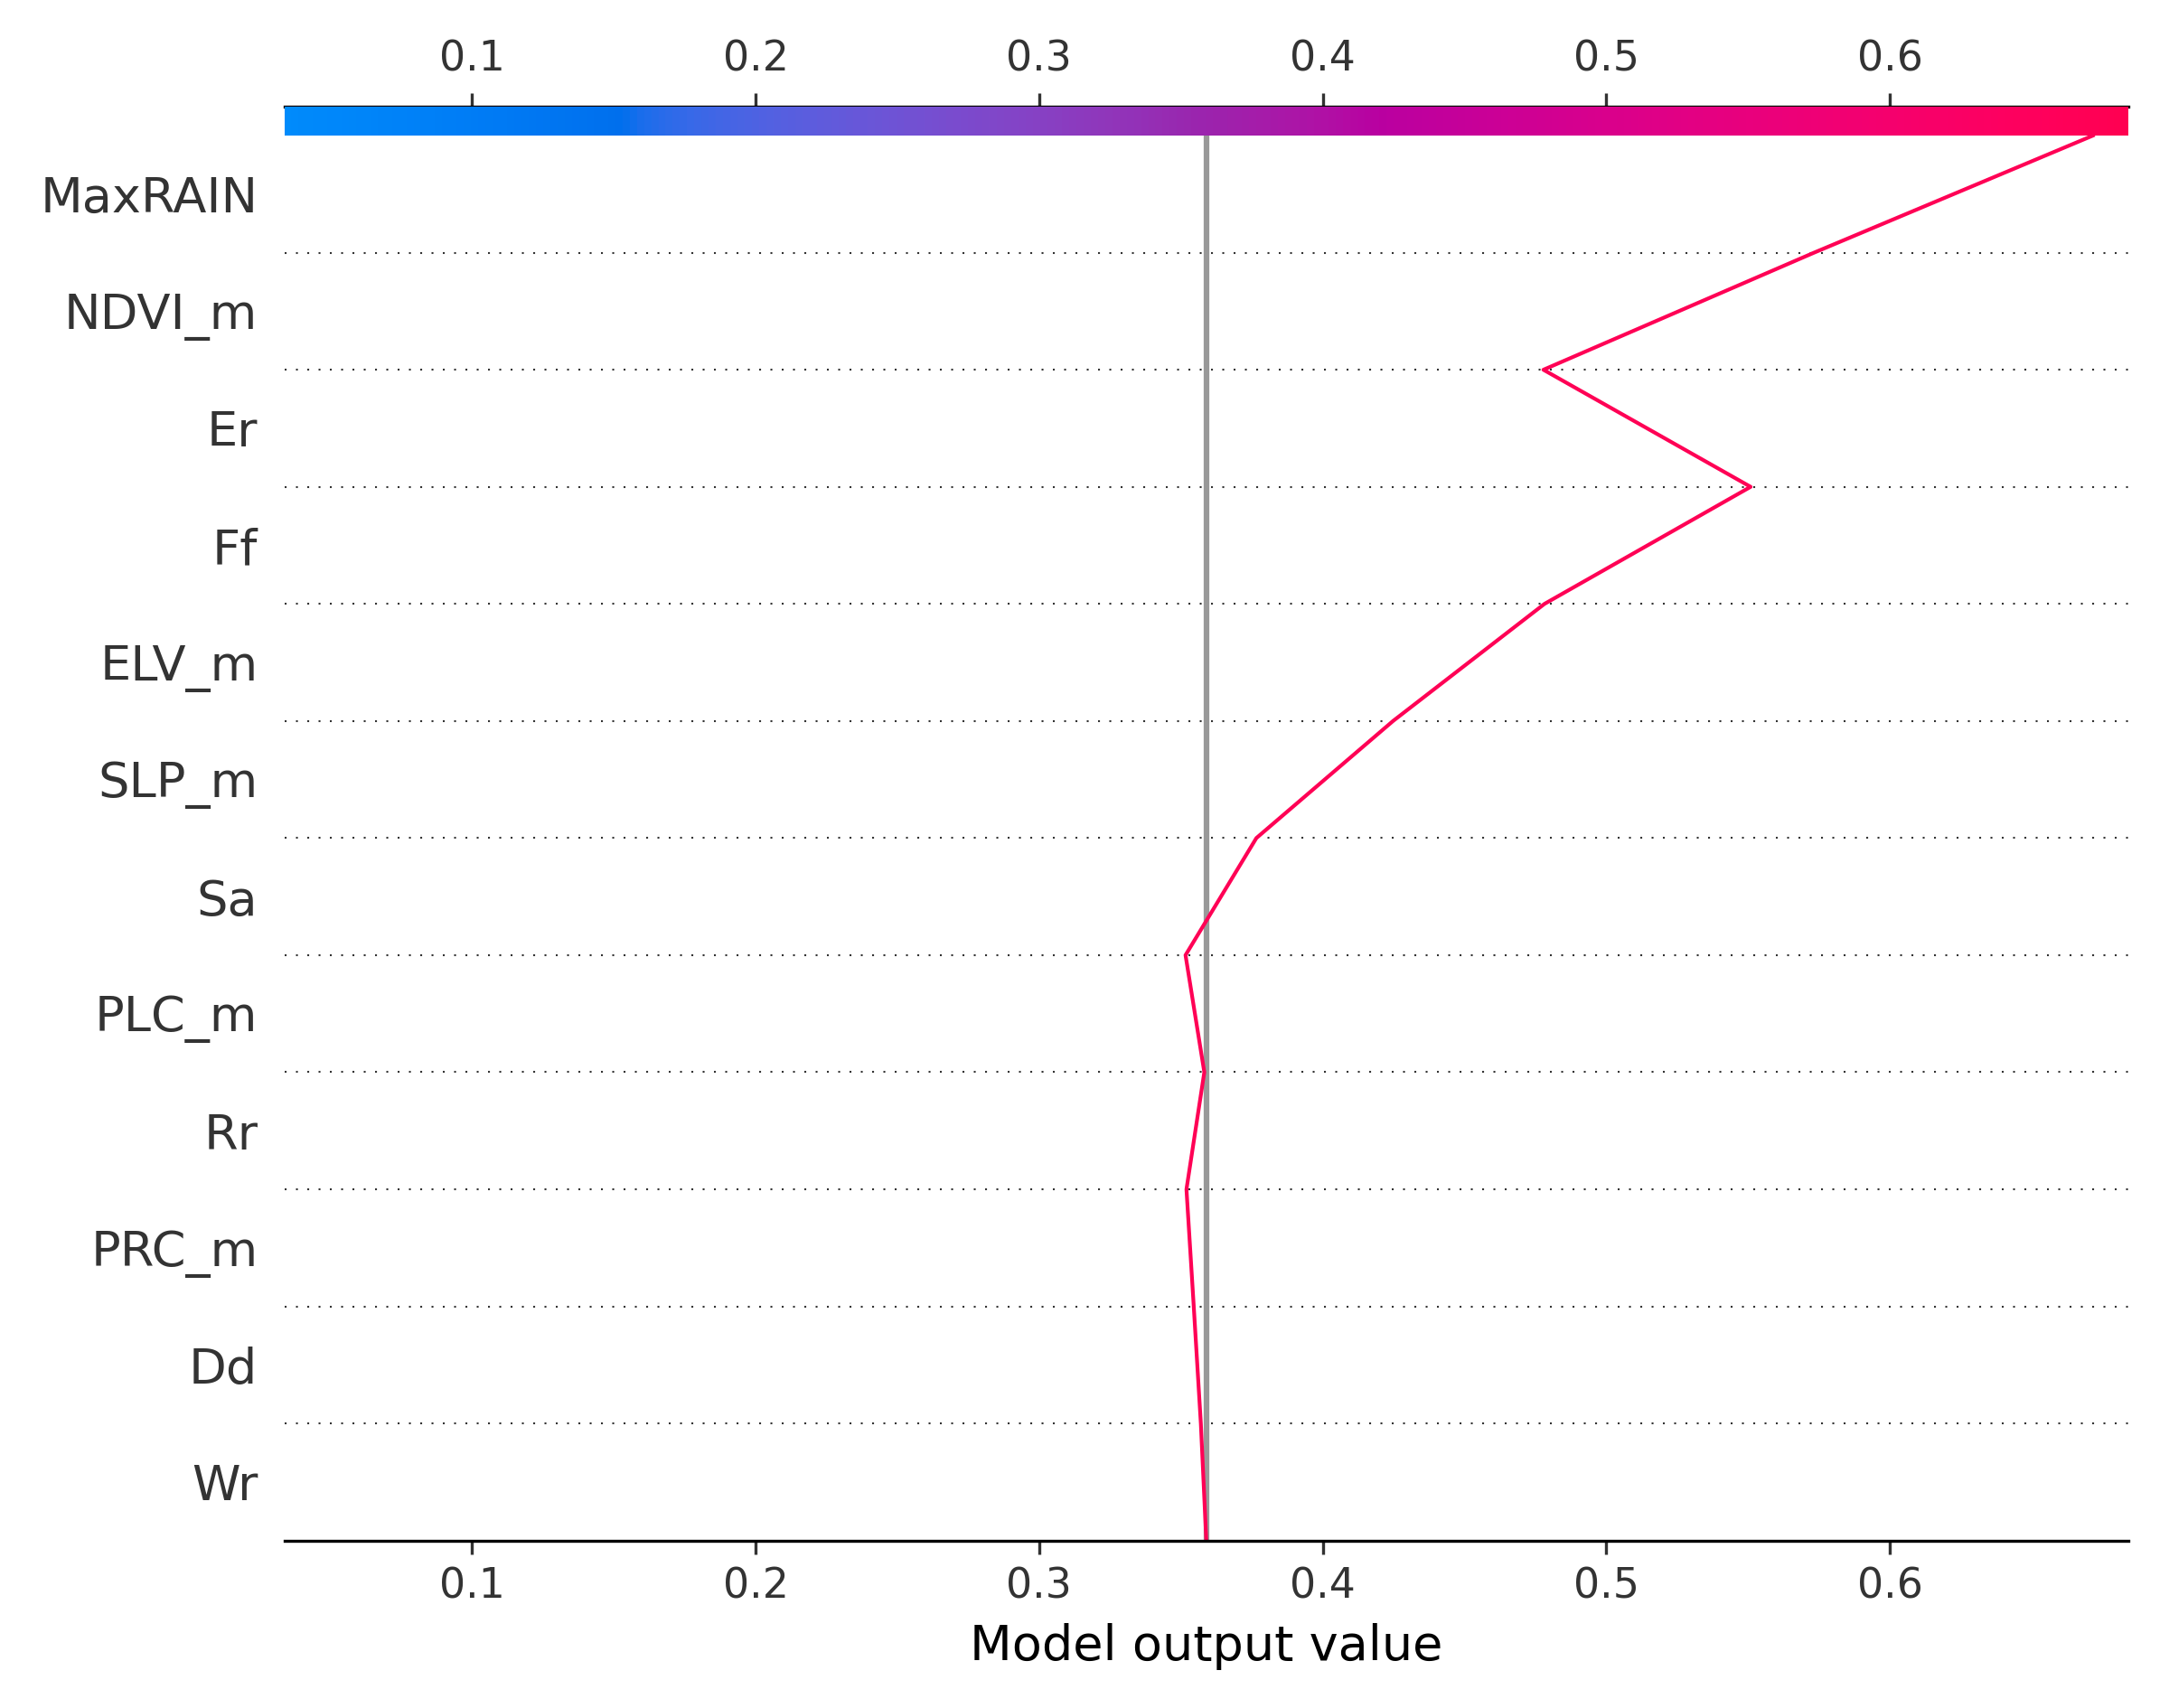 0.1 0.2 0.3 0.4 0.5 0.6
MaxRAIN
NDVI_m
Er
Ff
ELV_m
SLP_m
Sa
PLC_m
Rr
PRC_m
Dd
Wr
0.1 0.2 0.3 0.4 0.5 0.6
Model output value